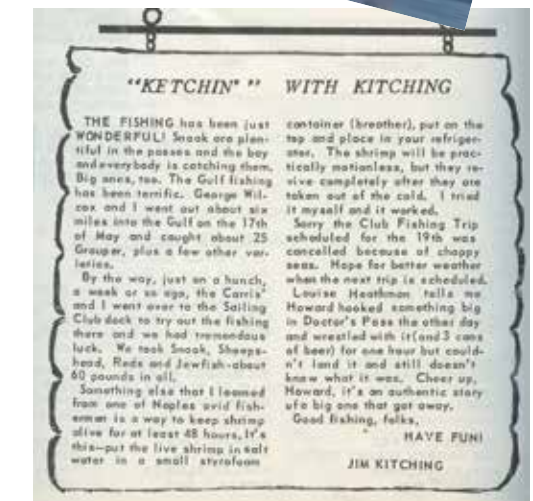 "KETCHIN' " WITH KITCHING
THE FISHING has been just
WONDERFUL! Snook are plen-
tiful in the passes and the bay
and everybody is catching them.
Big ones, too. The Gulf fishing
has been terrific. George Wil-
cox and I went out about six
miles into the Gulf on the 17th
of May and caught about 25
Grouper, plus a few other var-
ieties.
By the way, just on a hunch,
a week or so ago, the Carris'
and I went over to the Sailing
Club dock to try out the fishing
there and we had tremendous
luck. We took Snook, Sheeps-
head, Reds and Jewfish-about
60 pounds in all.
Something else that I learned
from one of Naples avid fish-
erman is a way to keep shrimp
alive for at least 48 hours. It's
this—put the live shrimp in salt
water in a small styrofoam
container (breather), put on the
top and place in your refriger-
ator. The shrimp will be prac-
tically motionless, but they re-
vive completely after they are
taken out of the cold. I tried
it myself and it worked.
Sorry the Club Fishing Trip
scheduled for the 19th was
cancelled because of choppy
seas. Hope for better weather
when the next trip is scheduled.
Louise Heathman tells me
Howard hooked something big
in Doctor's Pass the other day
and wrestled with it (and 3 cans
of beer) for one hour but could-
n't land it and still doesn't
know what it was. Cheer up,
Howard, it's an authentic story
of a big one that got away.
Good fishing, folks,
HAVE FUN!
JIM KITCHING